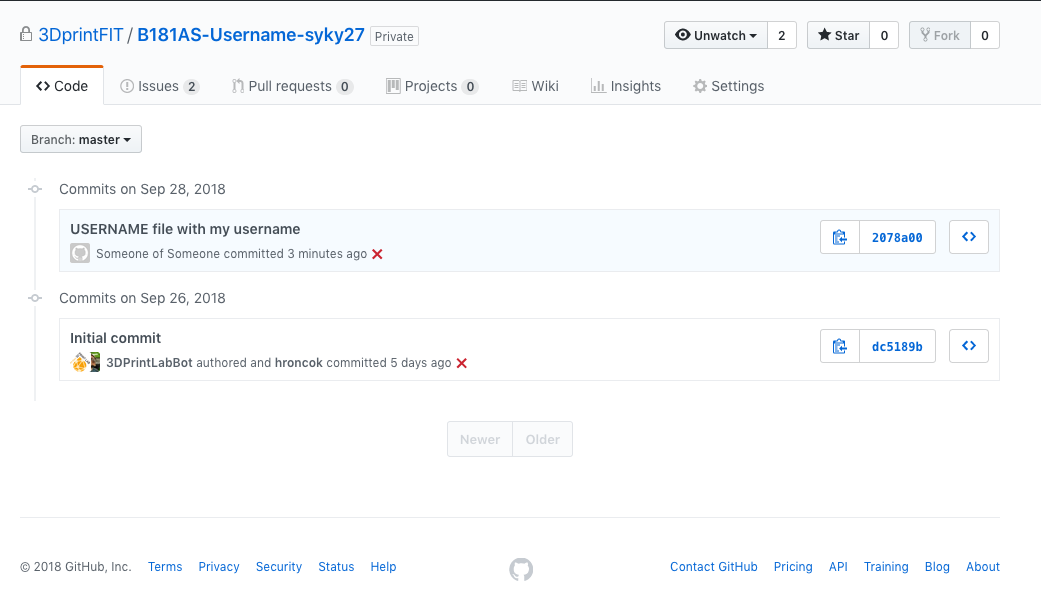 3DprintFIT / B181AS-Username-syky27 Private
Unwatch 2 Star 0 Fork 0
Code Issues 2 Pull requests 0 Projects 0 Wiki Insights Settings
Branch: master
Commits on Sep 28, 2018
USERNAME file with my username
Someone of Someone committed 3 minutes ago
2078a00
Commits on Sep 26, 2018
Initial commit
3DPrintLabBot authored and hroncok committed 5 days ago
dc5189b
Newer Older
© 2018 GitHub, Inc. Terms Privacy Security Status Help Contact GitHub Pricing API Training Blog About